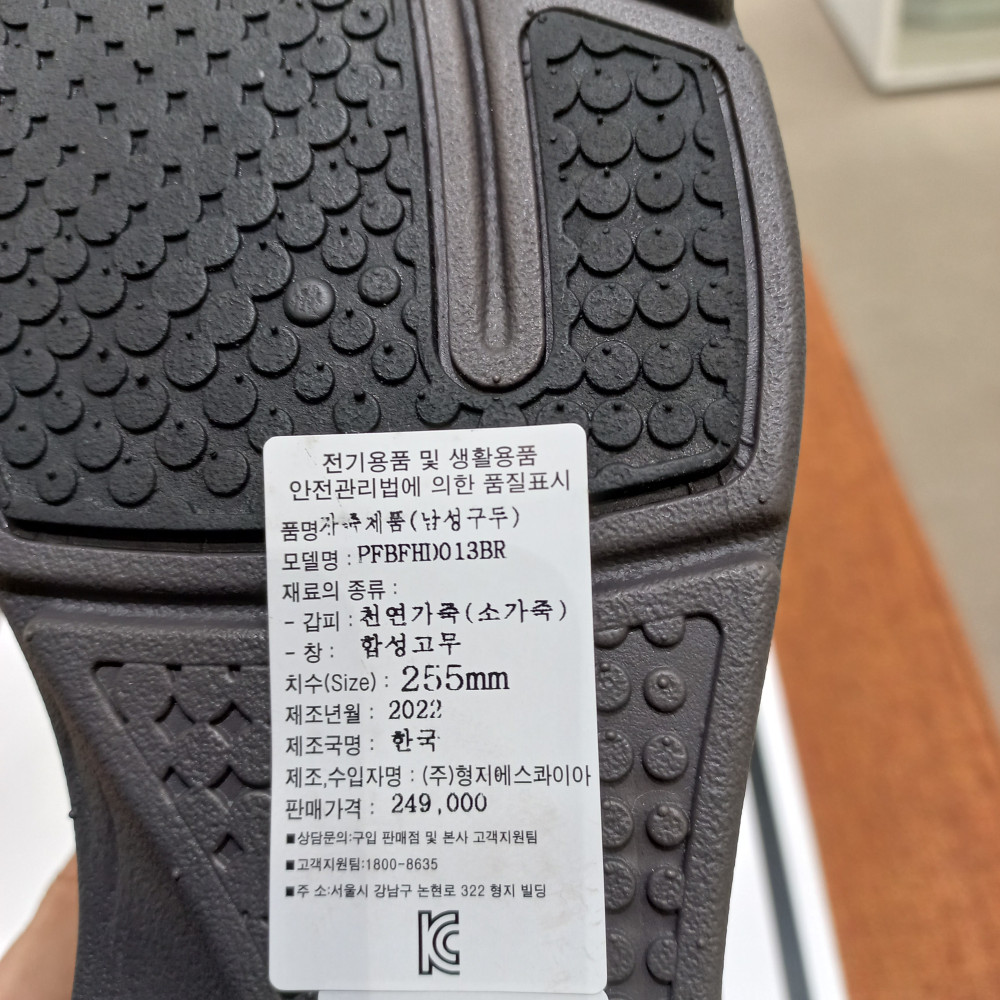 전기용품 및 생활용품
안전관리법에 의한 품질표시
품명 가죽제품(남성구두)
모델명 : PFBFHD013BR
재료의 종류 :
- 갑피 : 천연가죽(소가죽)
- 창 : 합성고무
치수(Size) : 255mm
제조년월 : 2022
제조국명 : 한국
제조,수입자명 : (주)형지에스콰이아
판매가격 : 249,000
■상담문의:구입 판매점 및 본사 고객지원팀
■고객지원팀:1800-8635
■주 소:서울시 강남구 논현로 322 형지 빌딩
KC